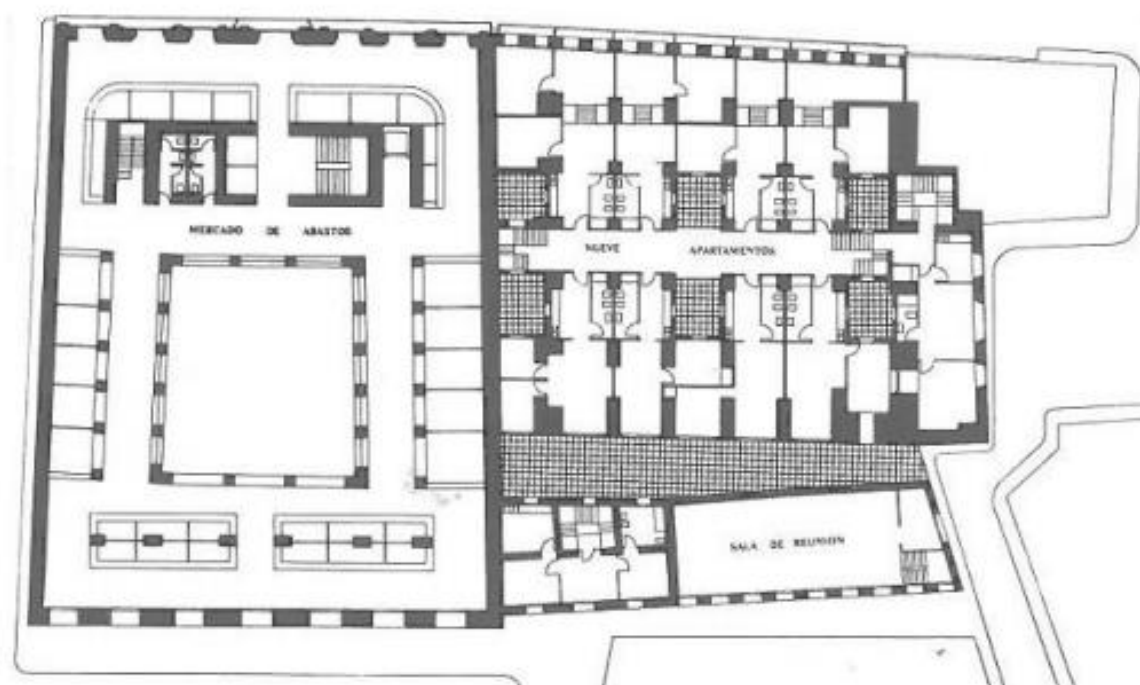 MERCADO DE ABASTOS
NUEVE APARTAMENTOS
SALA DE REUNION